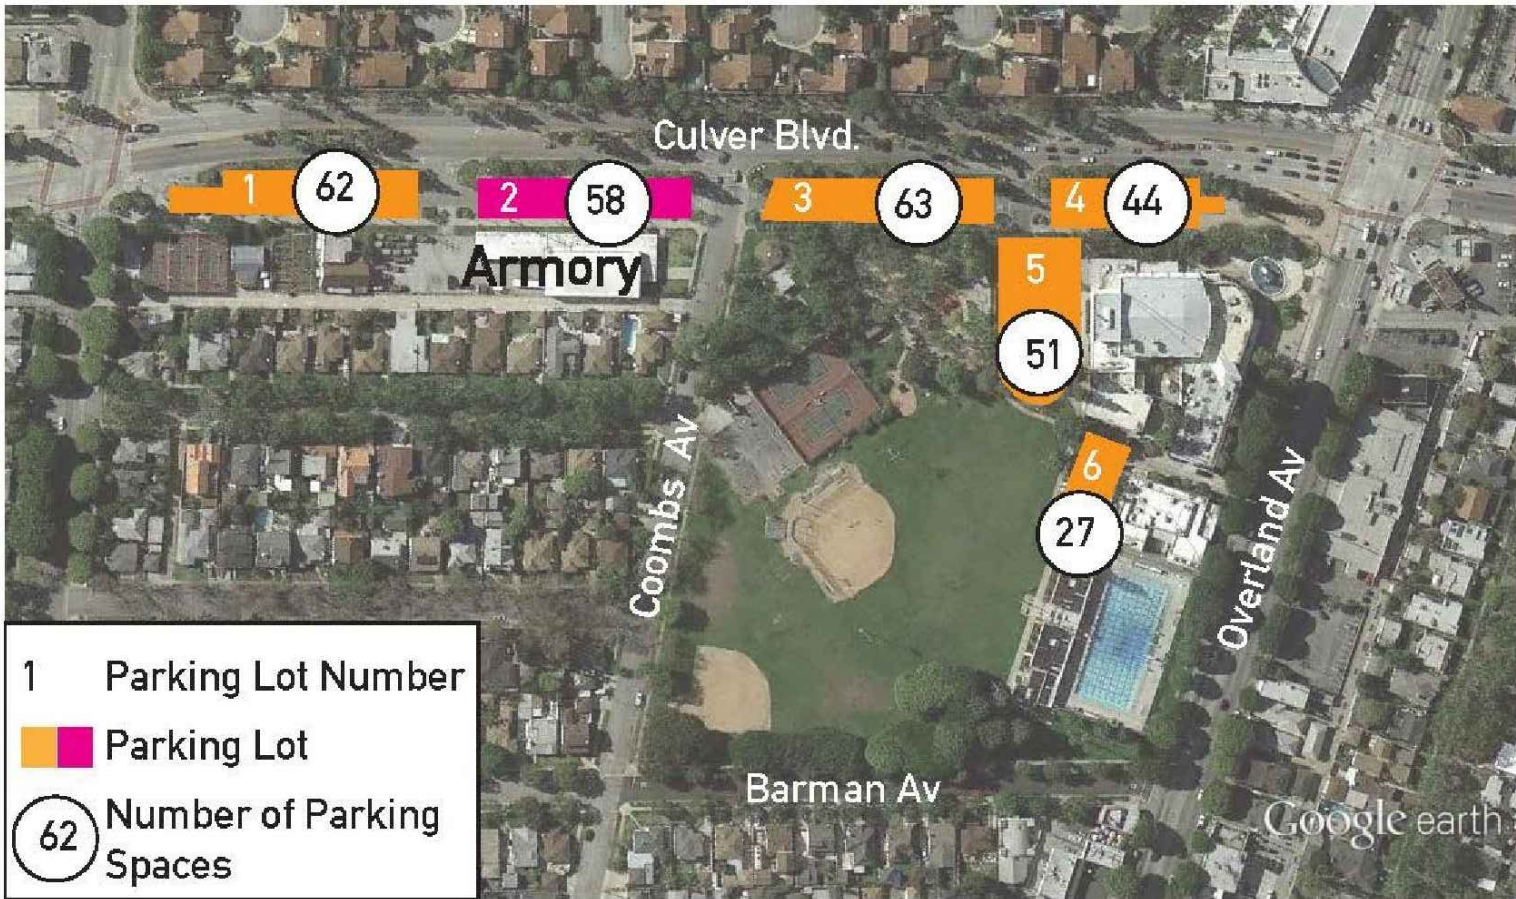 Culver Blvd.
1
62
2
58
3
63
4
44
Armory
5
51
6
27
Coombs Av
Overland Av
Barman Av
1 Parking Lot Number
Parking Lot
62 Number of Parking
Spaces
Google earth